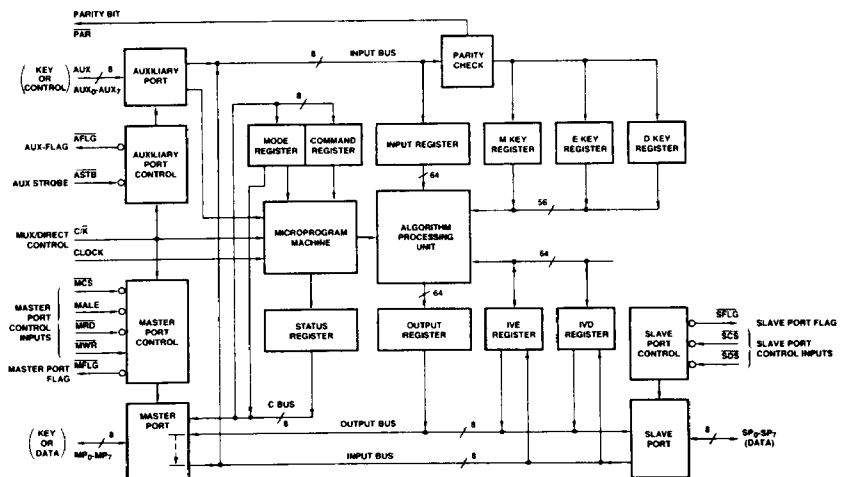 PARITY BIT
PAR
KEY
OR
CONTROL
AUX
8
AUX0-AUX7
AUXILIARY
PORT
8
INPUT BUS
PARITY
CHECK
8
AUX-FLAG
AFLG
AUX STROBE
ASTB
AUXILIARY
PORT
CONTROL
MODE
REGISTER
COMMAND
REGISTER
INPUT REGISTER
M KEY
REGISTER
E KEY
REGISTER
D KEY
REGISTER
64
56
MUX/DIRECT
CONTROL
C/K
CLOCK
MICROPROGRAM
MACHINE
ALGORITHM
PROCESSING
UNIT
64
64
MASTER
PORT
CONTROL
INPUTS
MCS
MALE
MRD
MWR
MASTER PORT
FLAG
MFLG
MASTER
PORT
CONTROL
STATUS
REGISTER
OUTPUT
REGISTER
IVE
REGISTER
IVD
REGISTER
SLAVE
PORT
CONTROL
SFLG
SLAVE PORT FLAG
SCS
SDS
SLAVE PORT
CONTROL INPUTS
C BUS
8
KEY
OR
DATA
8
MP0-MP7
MASTER
PORT
OUTPUT BUS
8
INPUT BUS
8
SLAVE
PORT
8
SP0-SP7
(DATA)